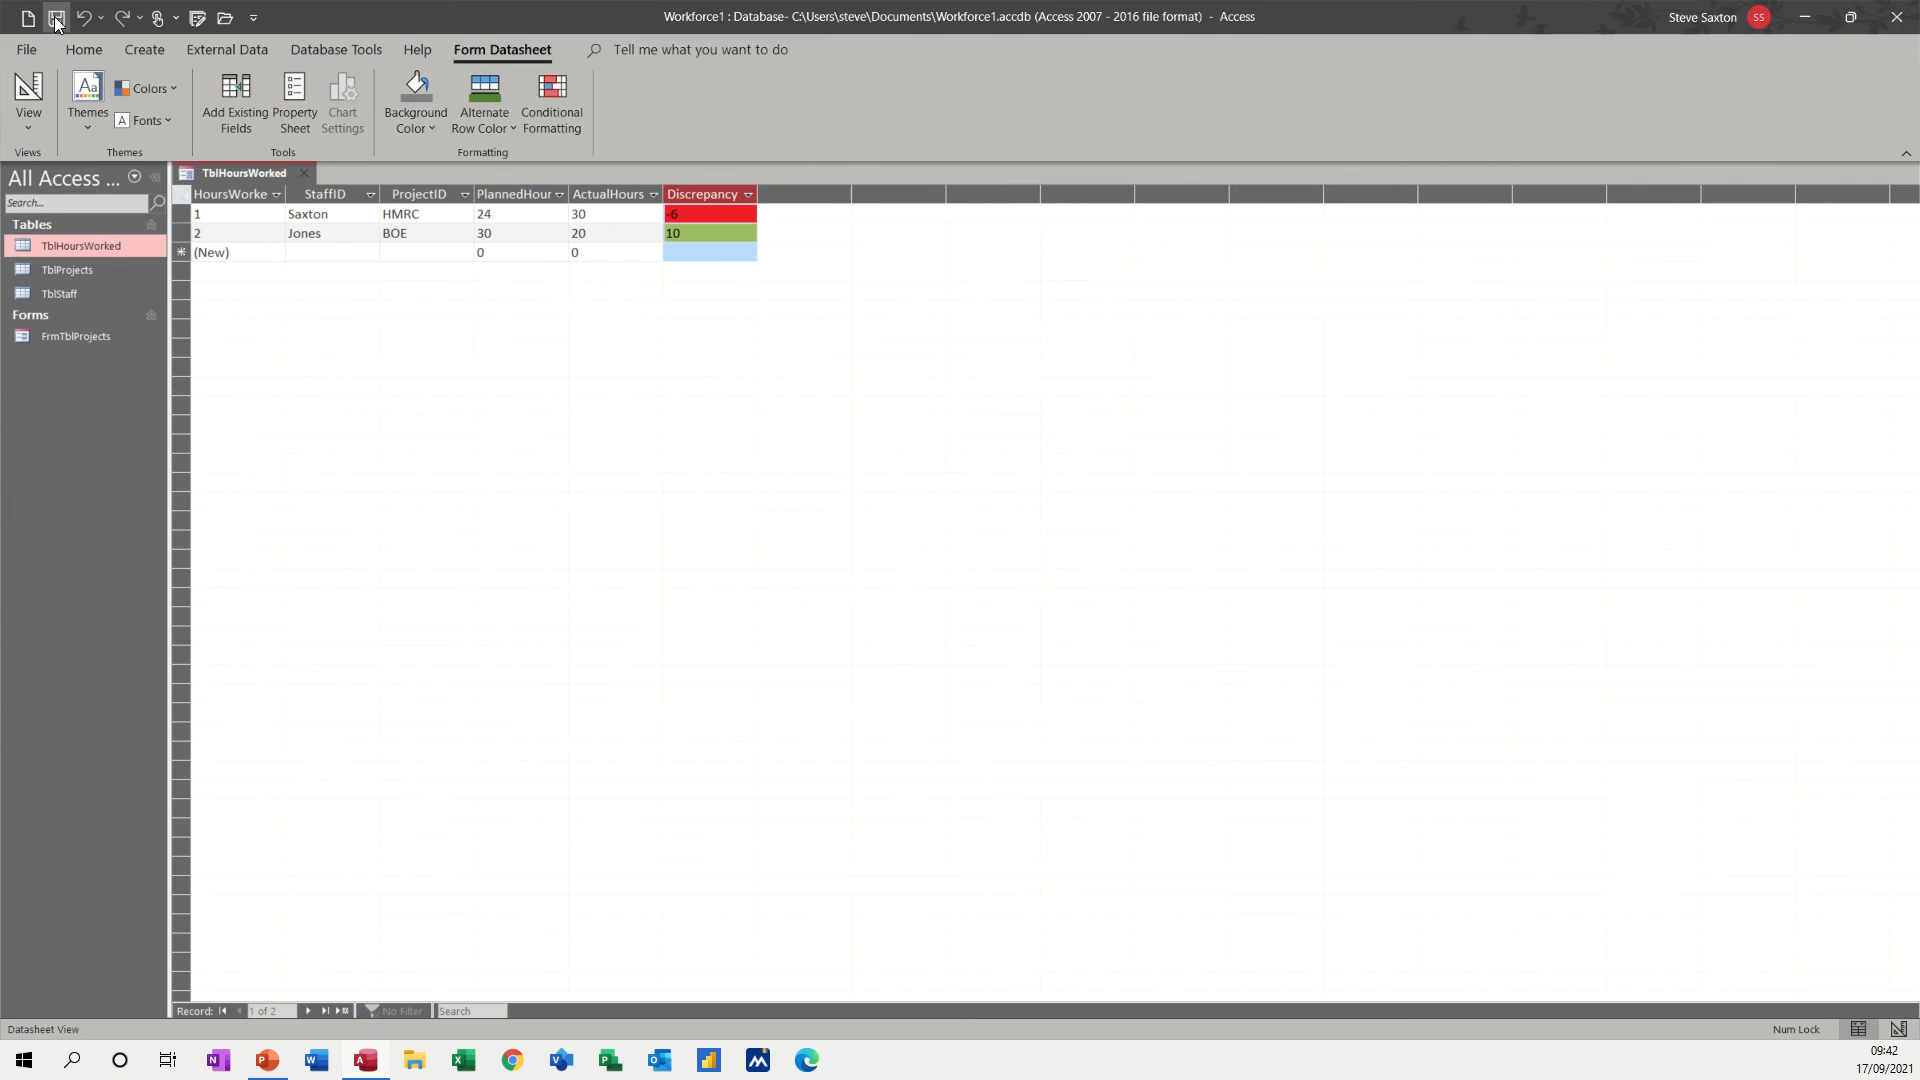 Workforce1 : Database- C:\Users\steve\Documents\Workforce1.accdb (Access 2007 - 2016 file format) - Access
Steve Saxton SS
File Home Create External Data Database Tools Help Form Datasheet Tell me what you want to do
View
Themes
Aa
Colors
A Fonts
Add Existing Fields
Property Sheet
Chart Settings
Background Color
Alternate Row Color
Conditional Formatting
Views Themes Tools Formatting
All Access ...
Search...
Tables
TblHoursWorked
TblProjects
TblStaff
Forms
FrmTblProjects
TblHoursWorked
HoursWorke StaffID ProjectID PlannedHour ActualHours Discrepancy
1 Saxton HMRC 24 30 -6
2 Jones BOE 30 20 10
(New) 0 0
Record: 1 of 2 No Filter Search
Datasheet View
Num Lock
09:42
17/09/2021